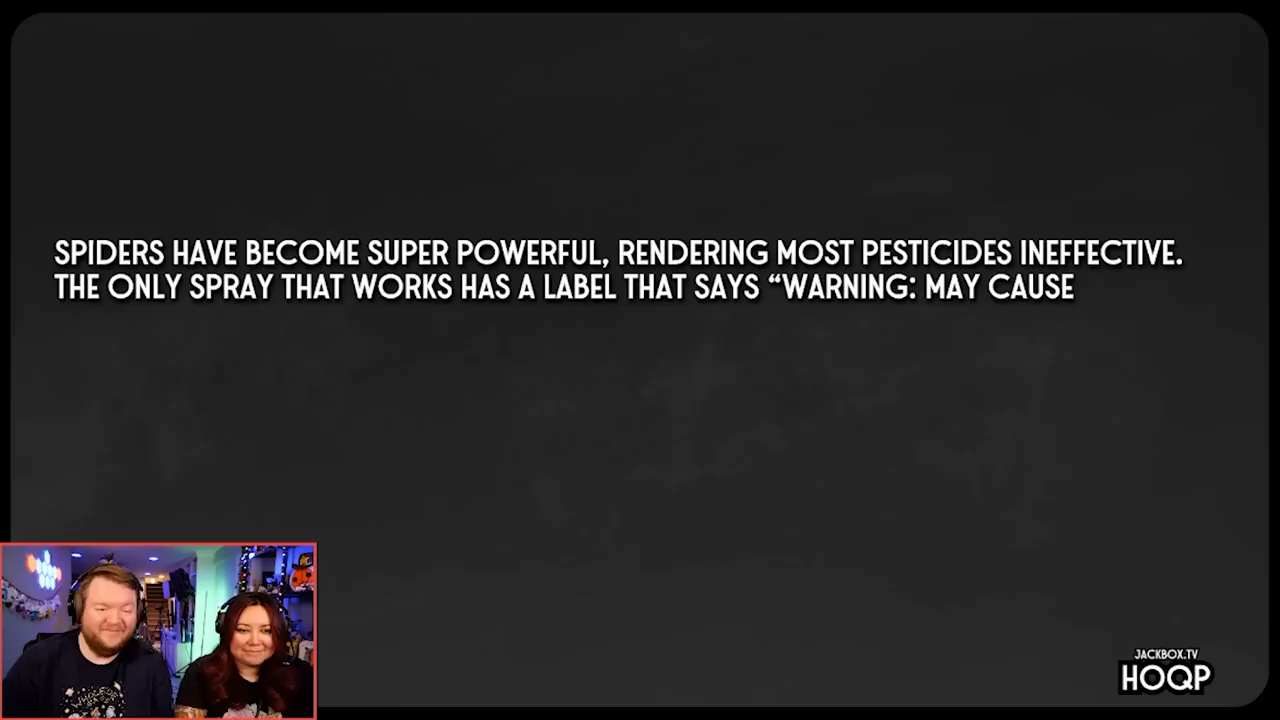 SPIDERS HAVE BECOME SUPER POWERFUL, RENDERING MOST PESTICIDES INEFFECTIVE.
THE ONLY SPRAY THAT WORKS HAS A LABEL THAT SAYS “WARNING: MAY CAUSE
JACKBOX.TV
HOQP